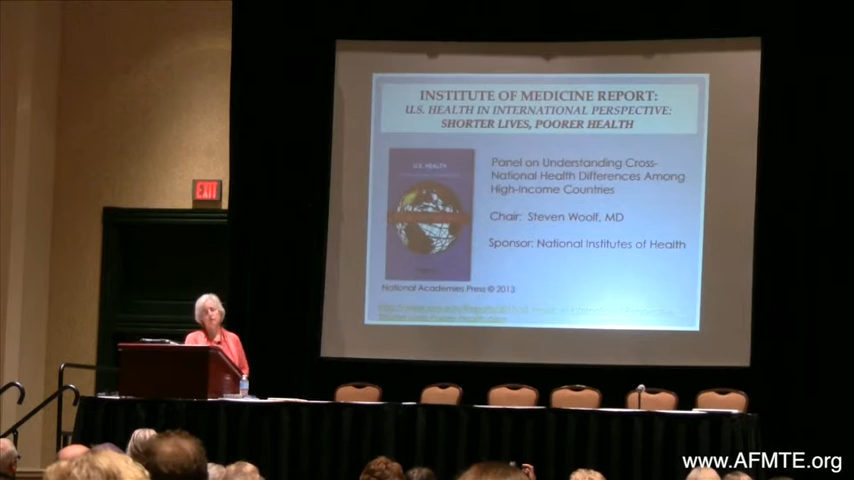 INSTITUTE OF MEDICINE REPORT:
U.S. HEALTH IN INTERNATIONAL PERSPECTIVE:
SHORTER LIVES, POORER HEALTH
U.S. HEALTH
Panel on Understanding Cross-
National Health Differences Among
High-Income Countries
Chair: Steven Woolf, MD
Sponsor: National Institutes of Health
National Academies Press © 2013
EXIT
www.AFMTE.org